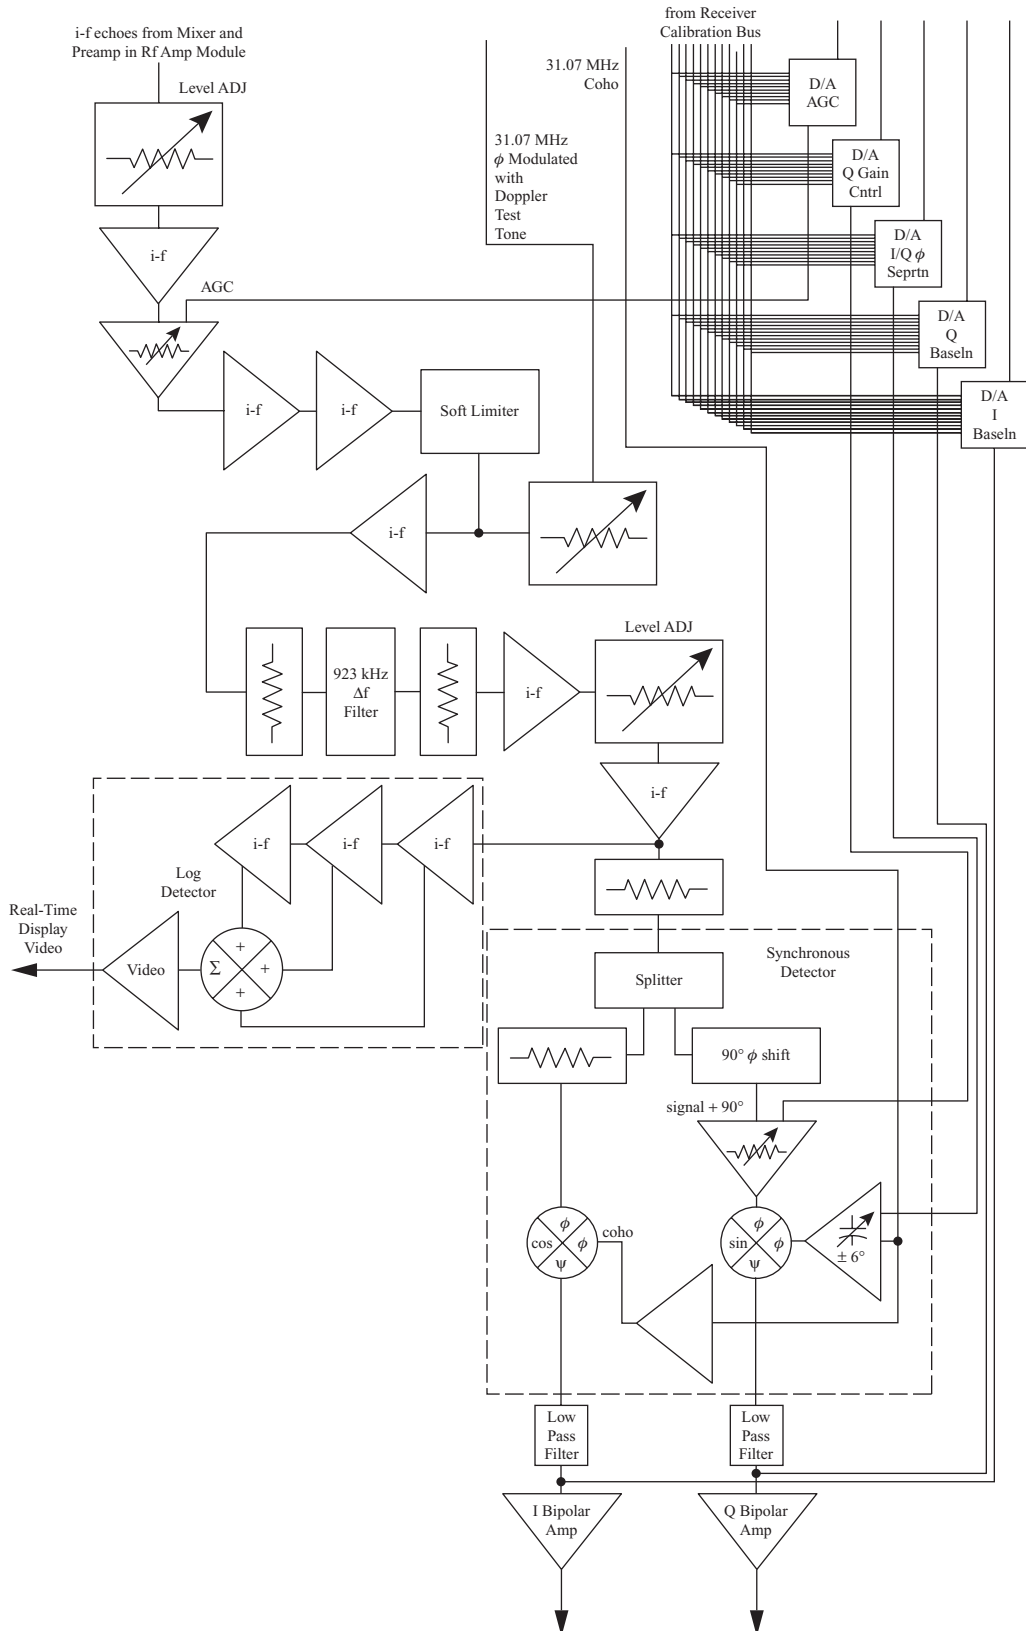 i-f echoes from Mixer and
Preamp in Rf Amp Module
from Receiver
Calibration Bus
Level ADJ
31.07 MHz
Coho
D/A
AGC
31.07 MHz
ϕ Modulated
with
Doppler
Test
Tone
D/A
Q Gain
Cntrl
i-f
D/A
I/Q ϕ
Seprtn
AGC
D/A
Q
Baseln
D/A
I
Baseln
i-f
i-f
Soft Limiter
i-f
Level ADJ
923 kHz
Δf
Filter
i-f
i-f
i-f
i-f
i-f
Log
Detector
Real-Time
Display
Video
Video
Σ
+
+
+
Synchronous
Detector
Splitter
90° ϕ shift
signal + 90°
cos
ϕ
ϕ
ψ
coho
sin
ϕ
ϕ
ψ
± 6°
Low
Pass
Filter
Low
Pass
Filter
I Bipolar
Amp
Q Bipolar
Amp